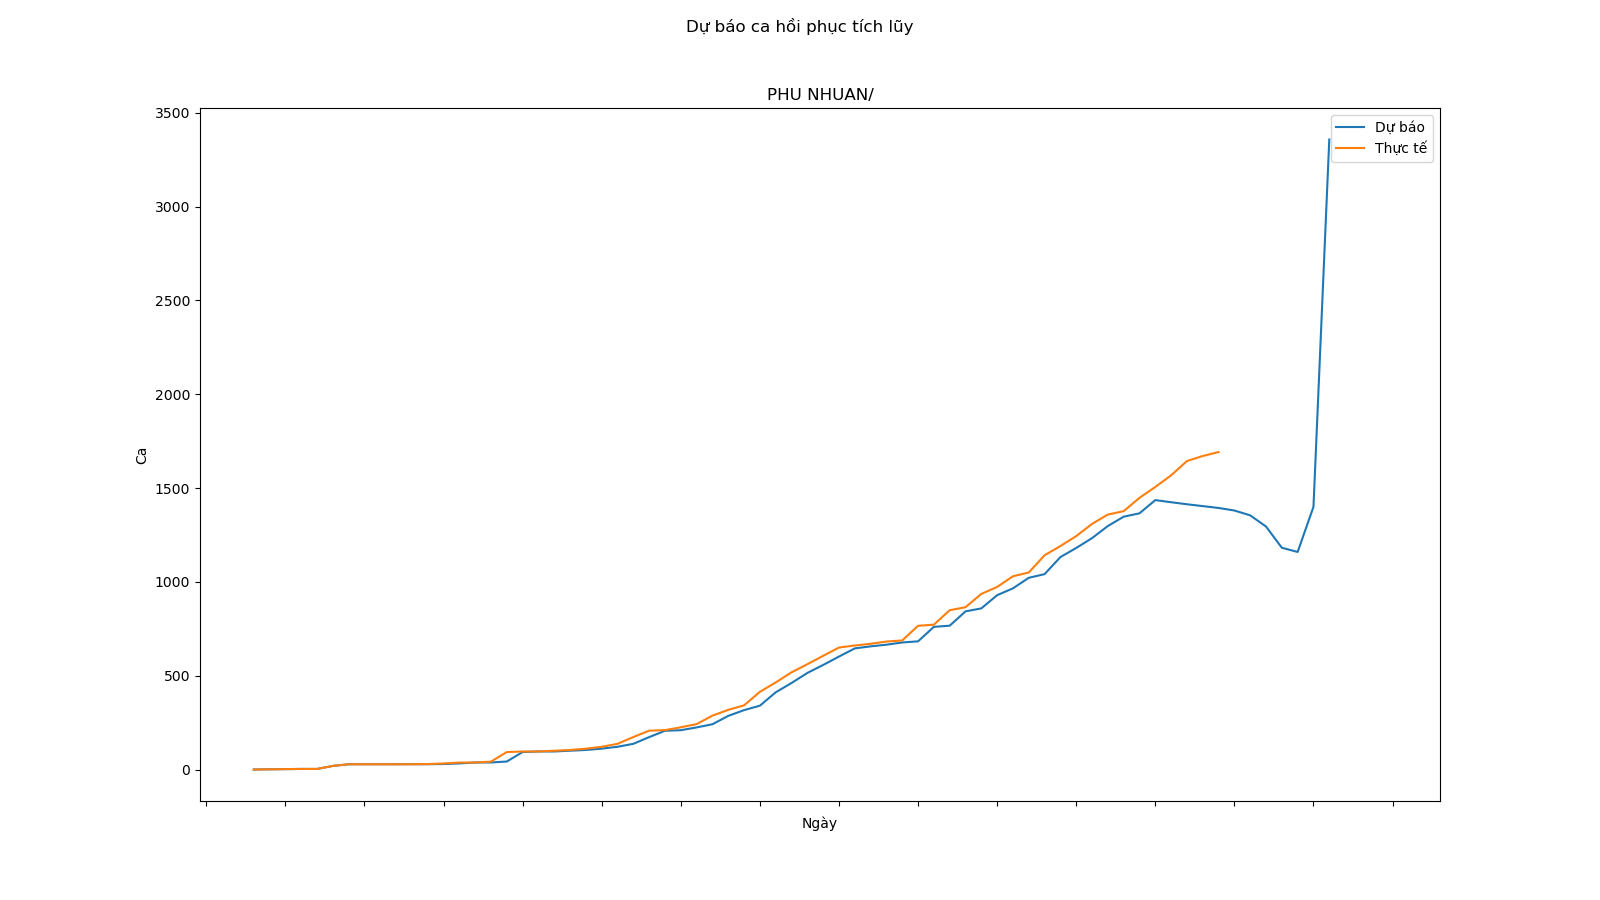 Dự báo ca hồi phục tích lũy
PHU NHUAN/
3500
3000
2500
2000
1500
1000
500
0
Ca
Ngày
Dự báo
Thực tế